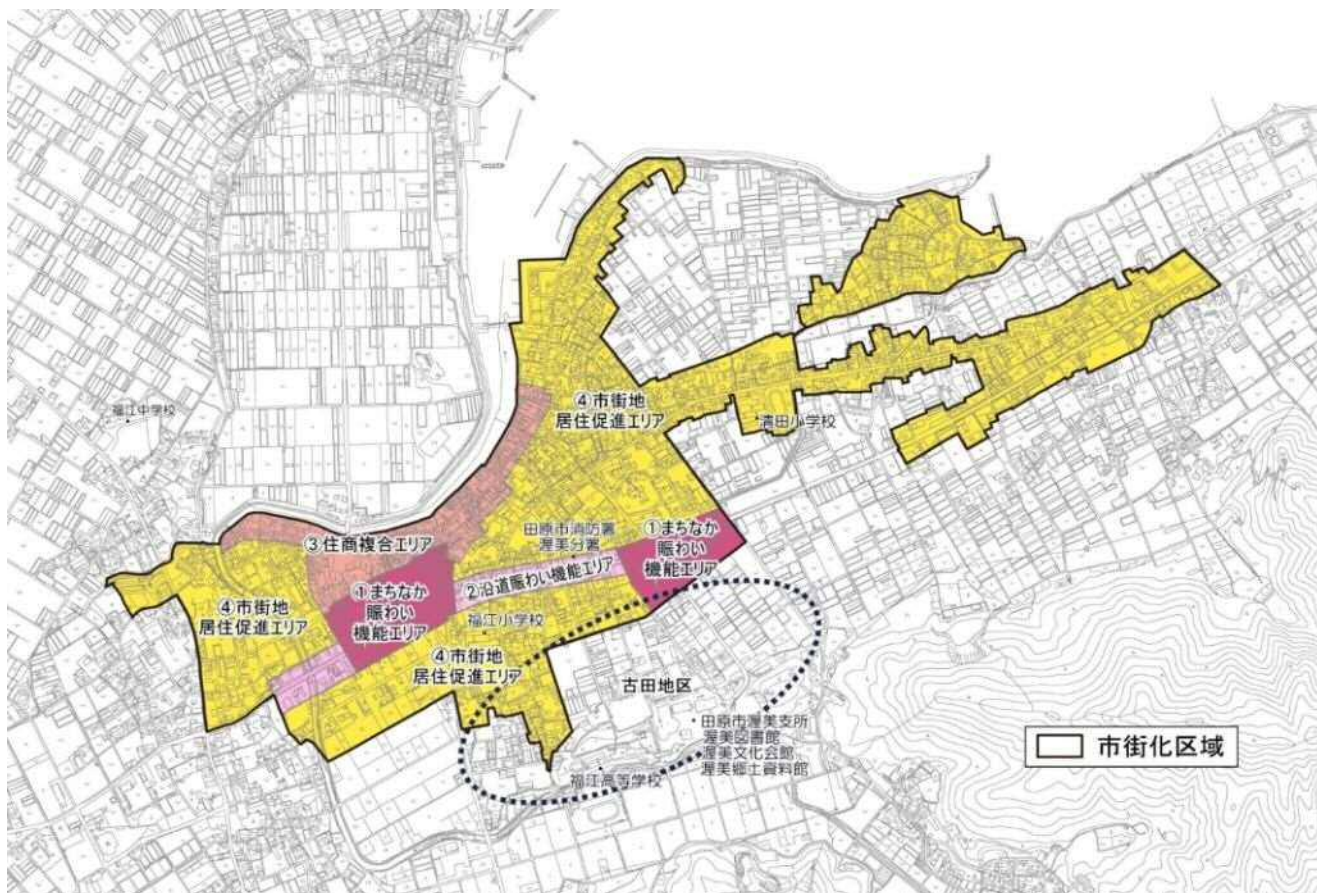 福江中学校
④市街地
居住促進エリア
清田小学校
③住商複合エリア
田原市消防署
渥美分署
①まちなか
賑わい
機能エリア
②沿道賑わい機能エリア
①まちなか
賑わい
機能エリア
④市街地
居住促進エリア
福江小学校
④市街地
居住促進エリア
古田地区
田原市渥美支所
渥美図書館
渥美文化会館
渥美郷土資料館
福江高等学校
市街化区域